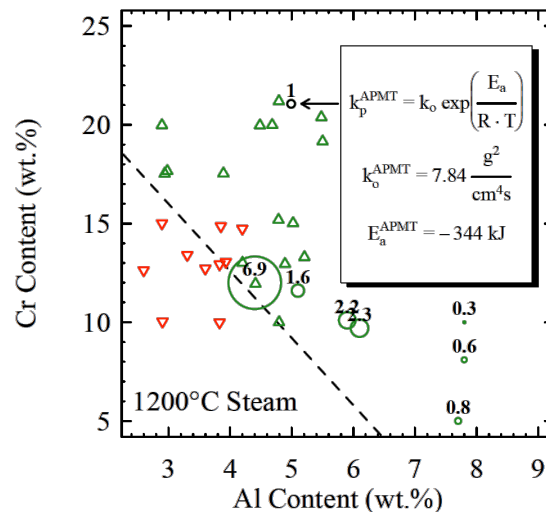 25
20
15
10
5
Cr Content (wt.%)
1
k_p^APMT = k_o exp(E_a / R · T)
k_o^APMT = 7.84 g² / cm⁴s
E_a^APMT = – 344 kJ
6.9
1.6
2.2
2.3
0.3
0.6
0.8
1200°C Steam
3 4 5 6 7 8 9
Al Content (wt.%)